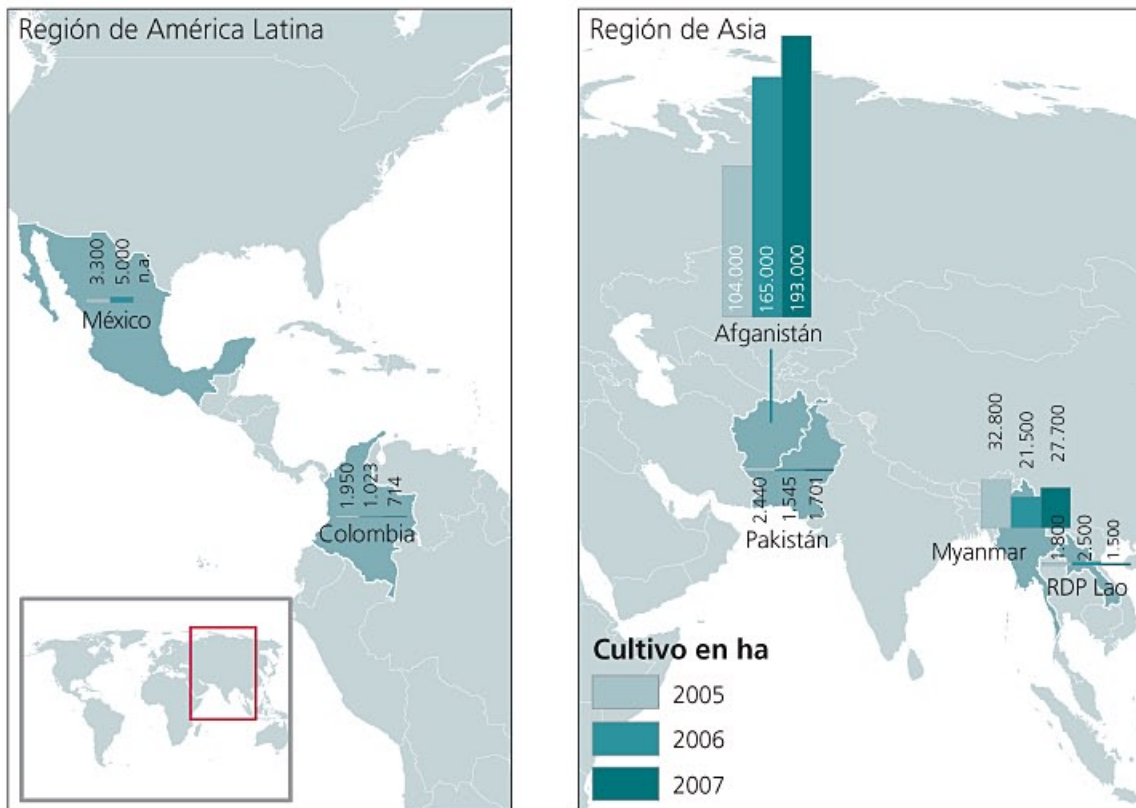 Región de América Latina
3.300
5.000
n.a.
México
1.950
1.023
714
Colombia
Región de Asia
104.000
165.000
193.000
Afganistán
2.440
1.545
1.701
Pakistán
32.800
21.500
27.700
Myanmar
1.800
2.500
1.500
RDP Lao
Cultivo en ha
2005
2006
2007